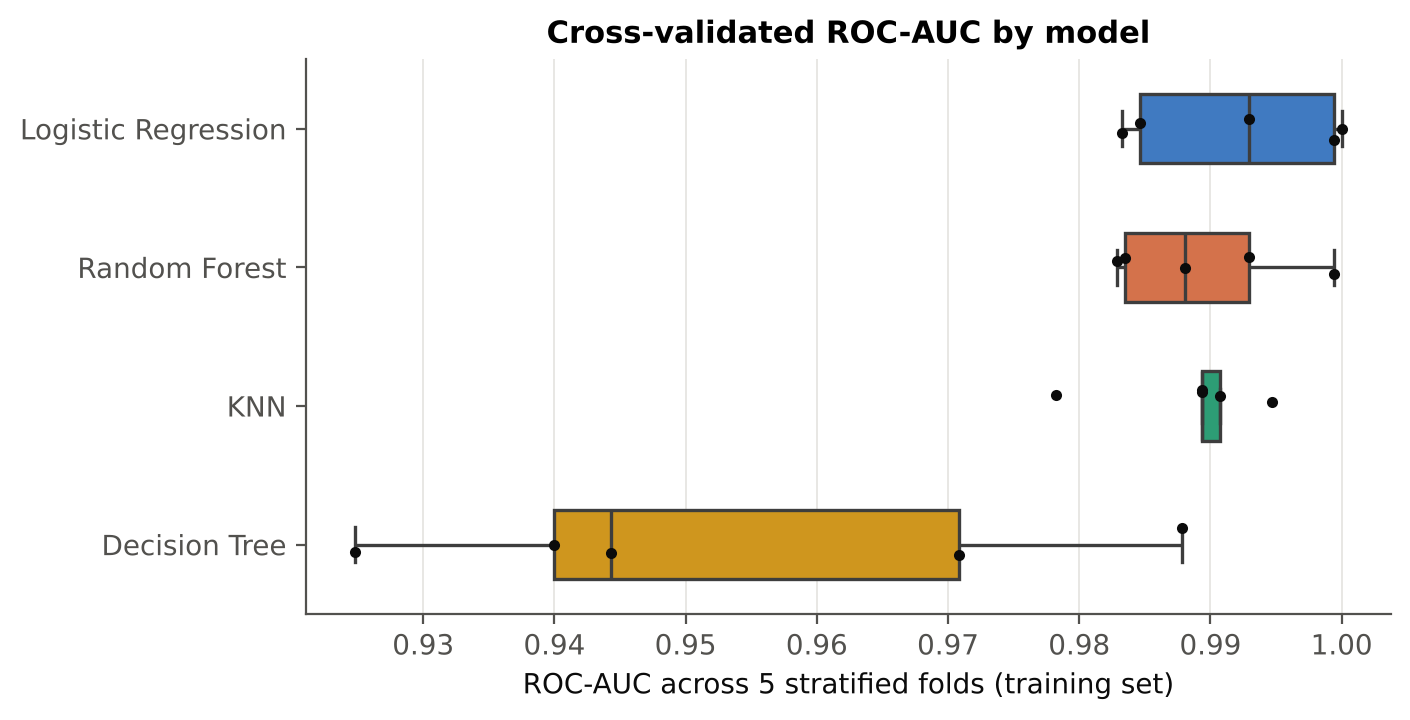 Cross-validated ROC-AUC by model
Logistic Regression
Random Forest
KNN
Decision Tree
0.93 0.94 0.95 0.96 0.97 0.98 0.99 1.00
ROC-AUC across 5 stratified folds (training set)